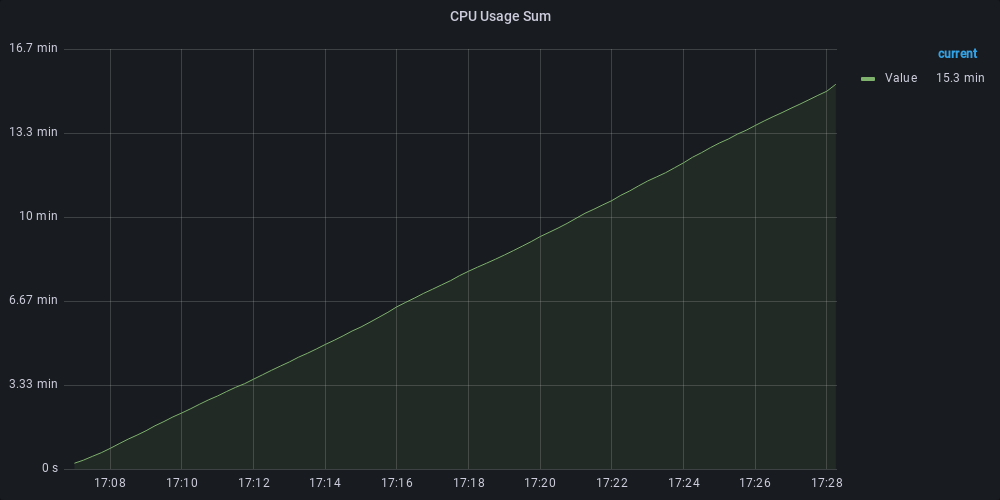 CPU Usage Sum
16.7 min
13.3 min
10 min
6.67 min
3.33 min
0 s
17:08 17:10 17:12 17:14 17:16 17:18 17:20 17:22 17:24 17:26 17:28
current
Value 15.3 min